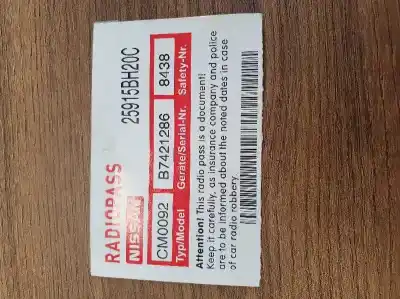 RADIOPASS 25915BH20C
NISSAN
CM0092 B7421286 8438
Typ/Model Geräte/Serial-Nr. Safety-Nr.
Attention! This radio pass is a document!
Keep it carefully, as insurance company and police
are to be informed about the noted dates in case
of car radio robbery